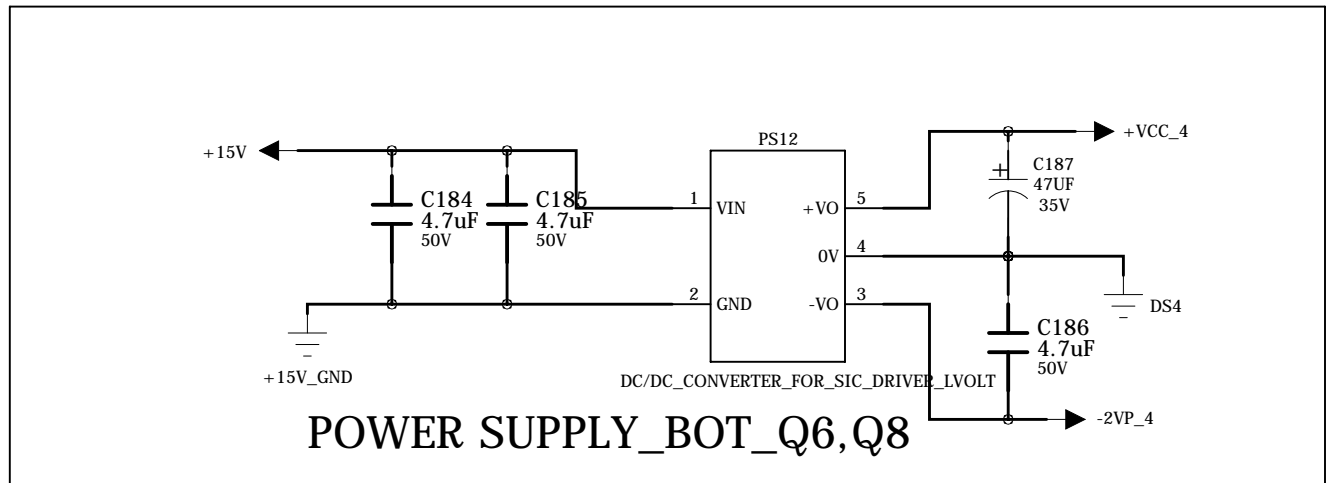 +15V
C184
4.7uF
50V
C185
4.7uF
50V
PS12
1
VIN
2
GND
+VO
5
0V
4
-VO
3
+VCC_4
+
C187
47UF
35V
DS4
C186
4.7uF
50V
-2VP_4
+15V_GND
DC/DC_CONVERTER_FOR_SIC_DRIVER_LVOLT
POWER SUPPLY_BOT_Q6,Q8